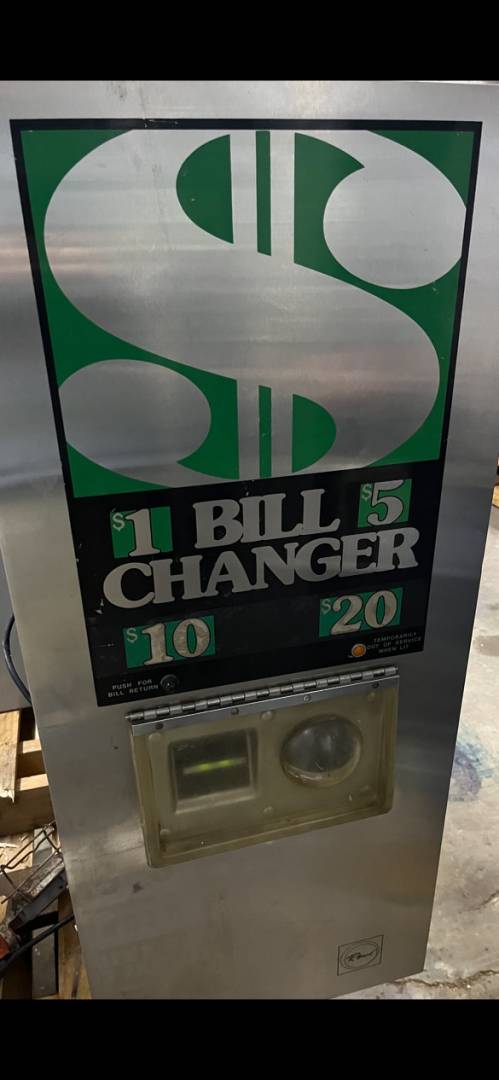 $
$1 BILL $5
CHANGER
$10 $20
TEMPORARILY
OUT OF SERVICE
WHEN LIT
PUSH FOR
BILL RETURN